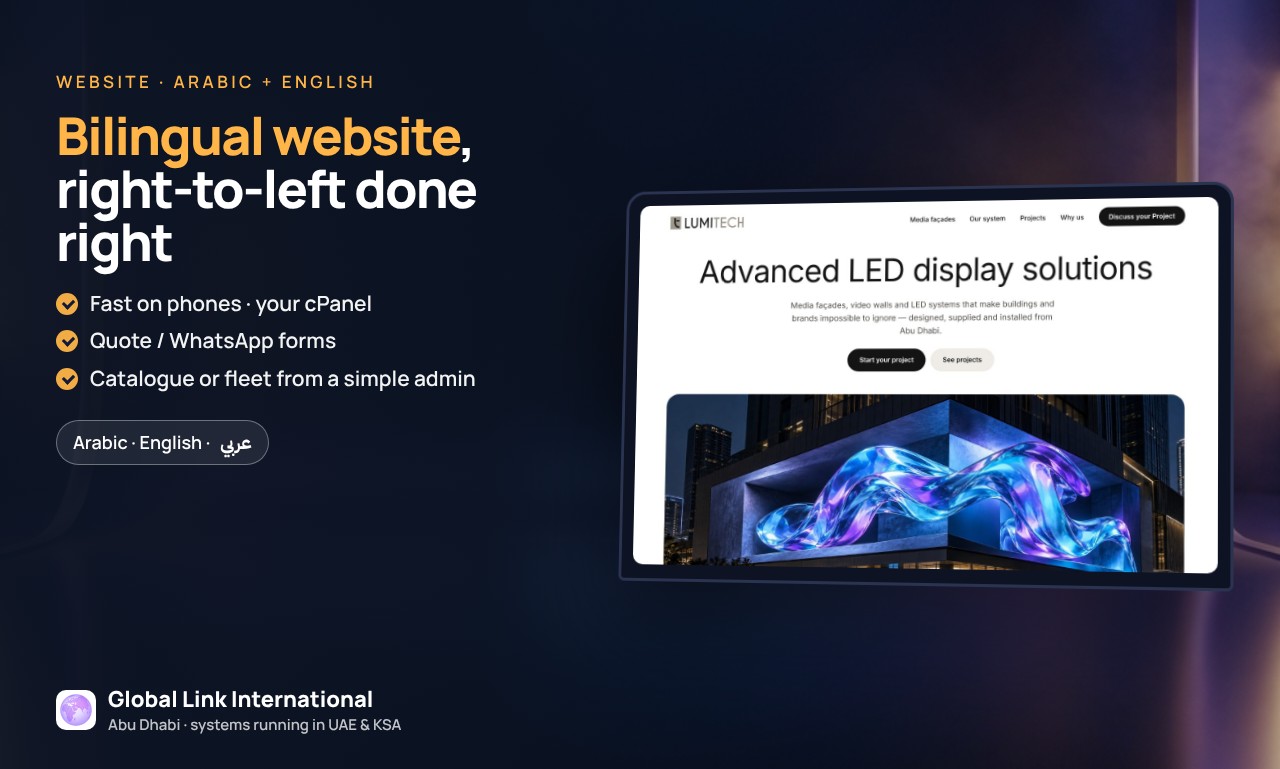 WEBSITE · ARABIC + ENGLISH
Bilingual website,
right-to-left done
right
Fast on phones · your cPanel
Quote / WhatsApp forms
Catalogue or fleet from a simple admin
Arabic · English · عربي
LUMITECH
Media façades Our system Projects Why us Discuss your Project
Advanced LED display solutions
Media façades, video walls and LED systems that make buildings and
brands impossible to ignore — designed, supplied and installed from
Abu Dhabi.
Start your project See projects
Global Link International
Abu Dhabi · systems running in UAE & KSA